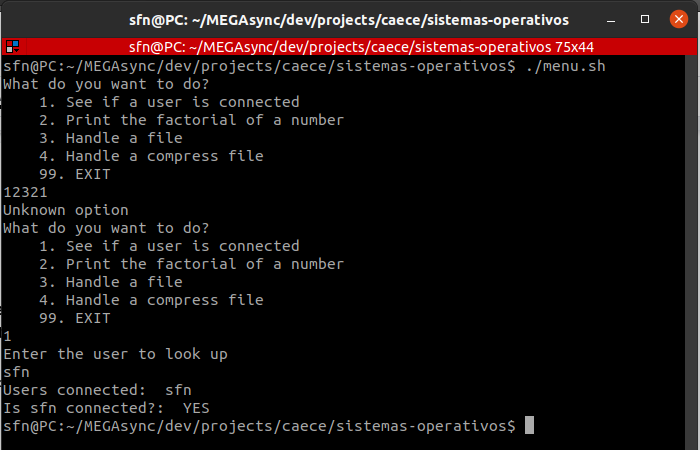 sfn@PC: ~/MEGAsync/dev/projects/caece/sistemas-operativos
sfn@PC: ~/MEGAsync/dev/projects/caece/sistemas-operativos 75x44
sfn@PC:~/MEGAsync/dev/projects/caece/sistemas-operativos$ ./menu.sh
What do you want to do?
    1. See if a user is connected
    2. Print the factorial of a number
    3. Handle a file
    4. Handle a compress file
    99. EXIT
12321
Unknown option
What do you want to do?
    1. See if a user is connected
    2. Print the factorial of a number
    3. Handle a file
    4. Handle a compress file
    99. EXIT
1
Enter the user to look up
sfn
Users connected:  sfn
Is sfn connected?:  YES
sfn@PC:~/MEGAsync/dev/projects/caece/sistemas-operativos$